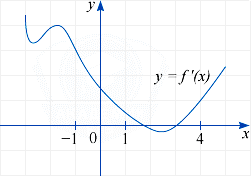 y
y = f '(x)
−1 0 1 4 x